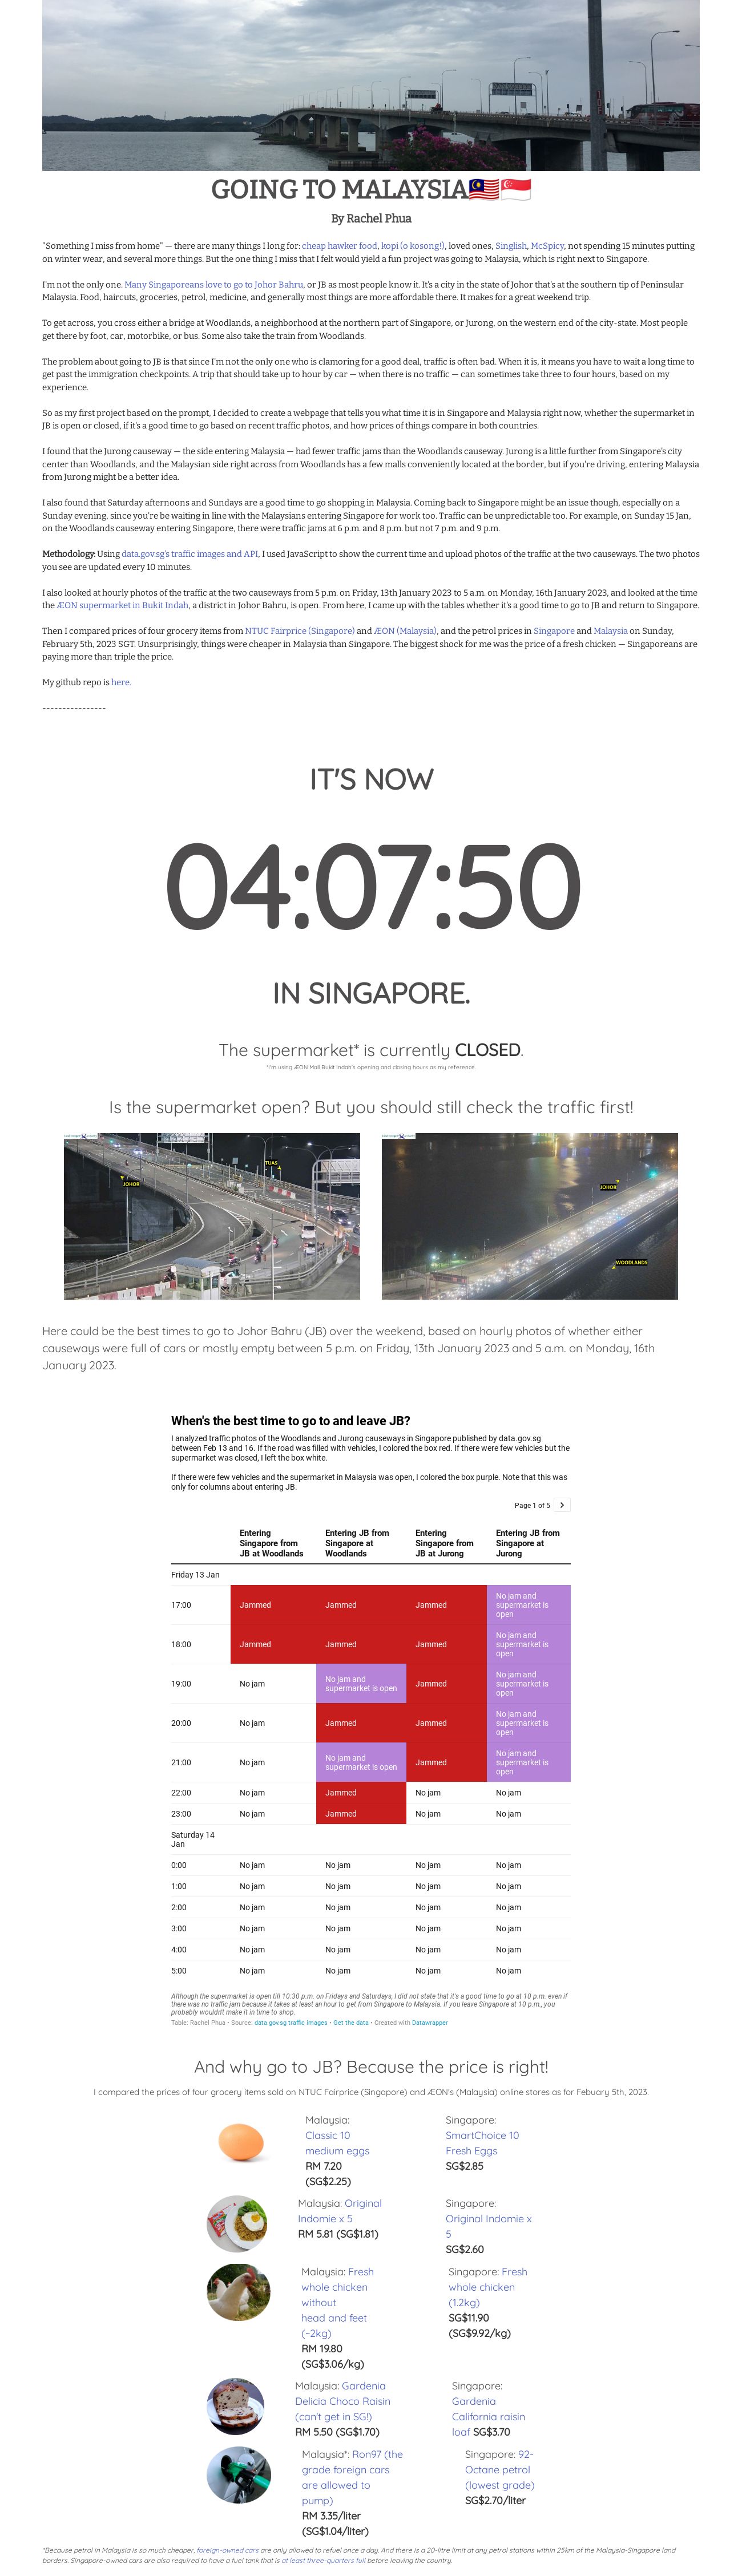 GOING TO MALAYSIA🇲🇾🇸🇬
By Rachel Phua
"Something I miss from home" — there are many things I long for: cheap hawker food, kopi (o kosong!), loved ones, Singlish, McSpicy, not spending 15 minutes putting
on winter wear, and several more things. But the one thing I miss that I felt would yield a fun project was going to Malaysia, which is right next to Singapore.
I'm not the only one. Many Singaporeans love to go to Johor Bahru, or JB as most people know it. It's a city in the state of Johor that's at the southern tip of Peninsular
Malaysia. Food, haircuts, groceries, petrol, medicine, and generally most things are more affordable there. It makes for a great weekend trip.
To get across, you cross either a bridge at Woodlands, a neighborhood at the northern part of Singapore, or Jurong, on the western end of the city-state. Most people
get there by foot, car, motorbike, or bus. Some also take the train from Woodlands.
The problem about going to JB is that since I'm not the only one who is clamoring for a good deal, traffic is often bad. When it is, it means you have to wait a long time to
get past the immigration checkpoints. A trip that should take up to hour by car — when there is no traffic — can sometimes take three to four hours, based on my
experience.
So as my first project based on the prompt, I decided to create a webpage that tells you what time it is in Singapore and Malaysia right now, whether the supermarket in
JB is open or closed, if it's a good time to go based on recent traffic photos, and how prices of things compare in both countries.
I found that the Jurong causeway — the side entering Malaysia — had fewer traffic jams than the Woodlands causeway. Jurong is a little further from Singapore's city
center than Woodlands, and the Malaysian side right across from Woodlands has a few malls conveniently located at the border, but if you're driving, entering Malaysia
from Jurong might be a better idea.
I also found that Saturday afternoons and Sundays are a good time to go shopping in Malaysia. Coming back to Singapore might be an issue though, especially on a
Sunday evening, since you're be waiting in line with the Malaysians entering Singapore for work too. Traffic can be unpredictable too. For example, on Sunday 15 Jan,
on the Woodlands causeway entering Singapore, there were traffic jams at 6 p.m. and 8 p.m. but not 7 p.m. and 9 p.m.
Methodology: Using data.gov.sg's traffic images and API, I used JavaScript to show the current time and upload photos of the traffic at the two causeways. The two photos
you see are updated every 10 minutes.
I also looked at hourly photos of the traffic at the two causeways from 5 p.m. on Friday, 13th January 2023 to 5 a.m. on Monday, 16th January 2023, and looked at the time
the ÆON supermarket in Bukit Indah, a district in Johor Bahru, is open. From here, I came up with the tables whether it's a good time to go to JB and return to Singapore.
Then I compared prices of four grocery items from NTUC Fairprice (Singapore) and ÆON (Malaysia), and the petrol prices in Singapore and Malaysia on Sunday,
February 5th, 2023 SGT. Unsurprisingly, things were cheaper in Malaysia than Singapore. The biggest shock for me was the price of a fresh chicken — Singaporeans are
paying more than triple the price.
My github repo is here.
----------------
IT'S NOW
04:07:50
IN SINGAPORE.
The supermarket* is currently CLOSED.
*I'm using ÆON Mall Bukit Indah's opening and closing hours as my reference.
Is the supermarket open? But you should still check the traffic first!
JOHOR
TUAS
JOHOR
WOODLANDS
Here could be the best times to go to Johor Bahru (JB) over the weekend, based on hourly photos of whether either
causeways were full of cars or mostly empty between 5 p.m. on Friday, 13th January 2023 and 5 a.m. on Monday, 16th
January 2023.
When's the best time to go to and leave JB?
I analyzed traffic photos of the Woodlands and Jurong causeways in Singapore published by data.gov.sg
between Feb 13 and 16. If the road was filled with vehicles, I colored the box red. If there were few vehicles but the
supermarket was closed, I left the box white.
If there were few vehicles and the supermarket in Malaysia was open, I colored the box purple. Note that this was
only for columns about entering JB.
Page 1 of 5
Entering Singapore from JB at Woodlands
Entering JB from Singapore at Woodlands
Entering Singapore from JB at Jurong
Entering JB from Singapore at Jurong
Friday 13 Jan
17:00 Jammed Jammed Jammed No jam and supermarket is open
18:00 Jammed Jammed Jammed No jam and supermarket is open
19:00 No jam No jam and supermarket is open Jammed No jam and supermarket is open
20:00 No jam Jammed Jammed No jam and supermarket is open
21:00 No jam No jam and supermarket is open Jammed No jam and supermarket is open
22:00 No jam Jammed No jam No jam
23:00 No jam Jammed No jam No jam
Saturday 14 Jan
0:00 No jam No jam No jam No jam
1:00 No jam No jam No jam No jam
2:00 No jam No jam No jam No jam
3:00 No jam No jam No jam No jam
4:00 No jam No jam No jam No jam
5:00 No jam No jam No jam No jam
Although the supermarket is open till 10:30 p.m. on Fridays and Saturdays, I did not state that it's a good time to go at 10 p.m. even if
there was no traffic jam because it takes at least an hour to get from Singapore to Malaysia. If you leave Singapore at 10 p.m., you
probably wouldn't make it in time to shop.
Table: Rachel Phua • Source: data.gov.sg traffic images • Get the data • Created with Datawrapper
And why go to JB? Because the price is right!
I compared the prices of four grocery items sold on NTUC Fairprice (Singapore) and ÆON's (Malaysia) online stores as for Febuary 5th, 2023.
Malaysia:
Classic 10
medium eggs
RM 7.20
(SG$2.25)
Singapore:
SmartChoice 10
Fresh Eggs
SG$2.85
Malaysia: Original
Indomie x 5
RM 5.81 (SG$1.81)
Singapore:
Original Indomie x
5
SG$2.60
Malaysia: Fresh
whole chicken
without
head and feet
(~2kg)
RM 19.80
(SG$3.06/kg)
Singapore: Fresh
whole chicken
(1.2kg)
SG$11.90
(SG$9.92/kg)
Malaysia: Gardenia
Delicia Choco Raisin
(can't get in SG!)
RM 5.50 (SG$1.70)
Singapore:
Gardenia
California raisin
loaf SG$3.70
Malaysia*: Ron97 (the
grade foreign cars
are allowed to
pump)
RM 3.35/liter
(SG$1.04/liter)
Singapore: 92-
Octane petrol
(lowest grade)
SG$2.70/liter
*Because petrol in Malaysia is so much cheaper, foreign-owned cars are only allowed to refuel once a day. And there is a 20-litre limit at any petrol stations within 25km of the Malaysia-Singapore land
borders. Singapore-owned cars are also required to have a fuel tank that is at least three-quarters full before leaving the country.